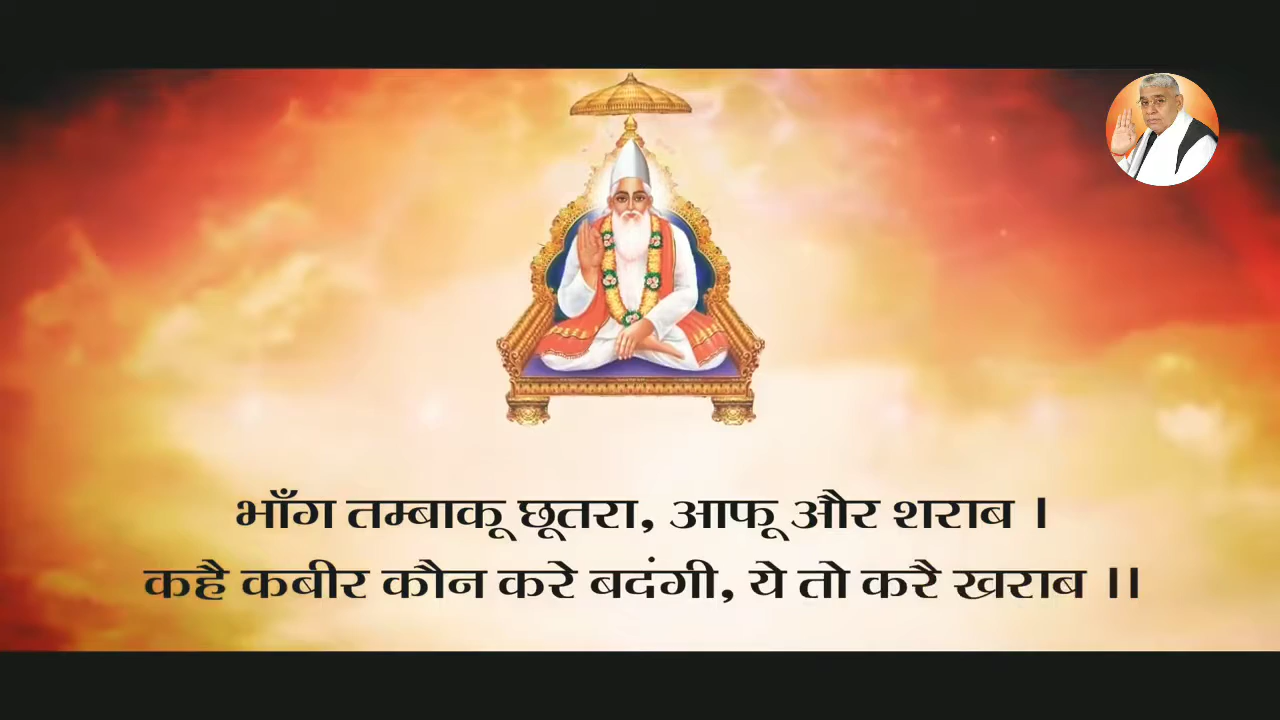 भाँग तम्बाकू छूतरा, आफू और शराब ।
कहै कबीर कौन करे बदंगी, ये तो करै खराब ।।